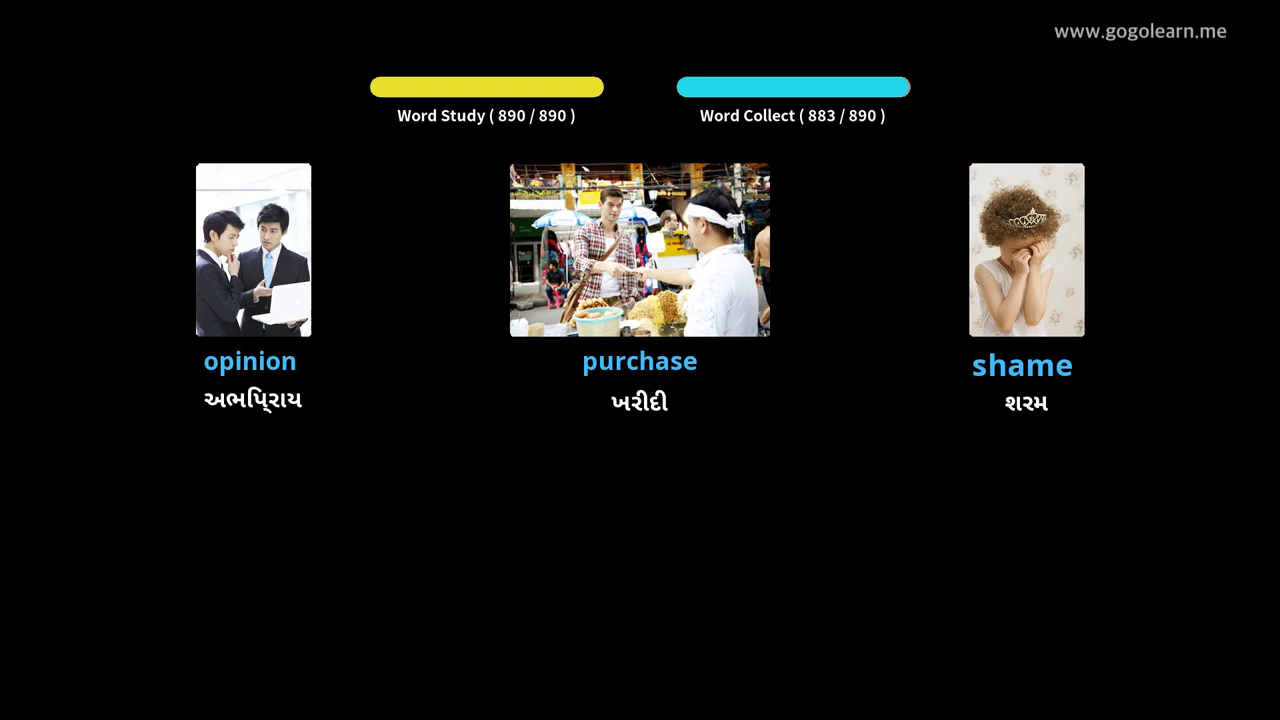 www.gogolearn.me
Word Study ( 890 / 890 )
Word Collect ( 883 / 890 )
opinion
purchase
shame
અભિપ્રાય
ખરીદી
શરમ